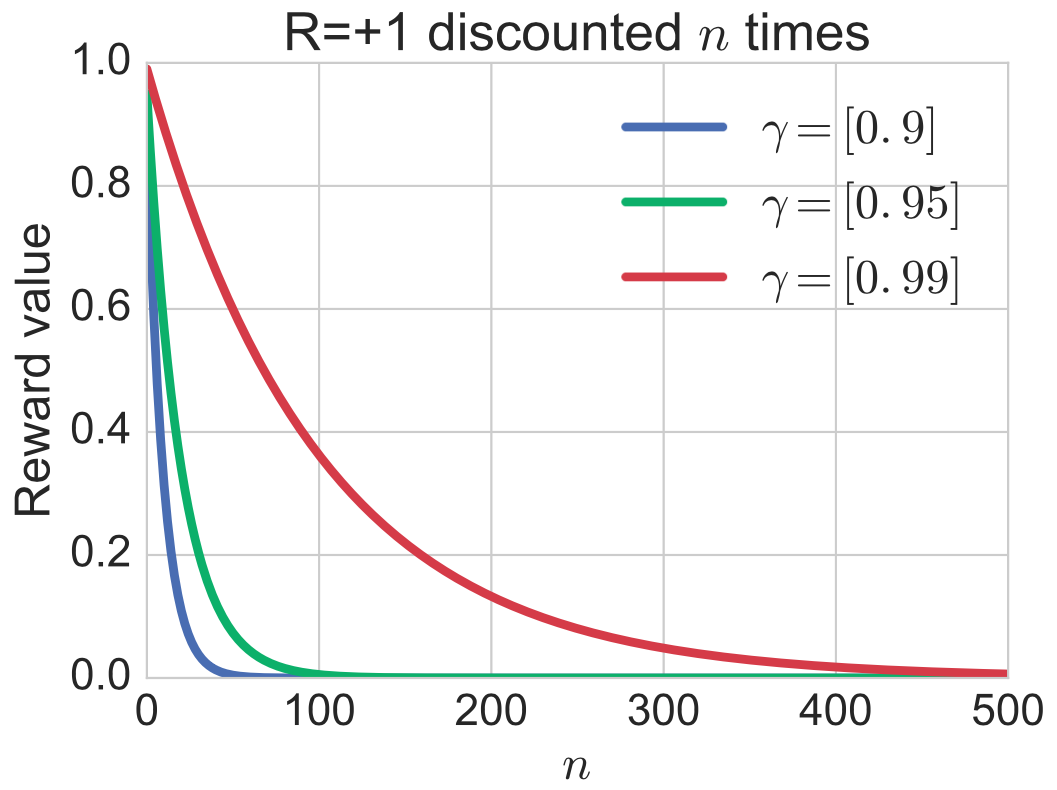 R=+1 discounted n times
1.0
0.8
0.6
0.4
0.2
0.0
Reward value
γ = [0.9]
γ = [0.95]
γ = [0.99]
0 100 200 300 400 500
n